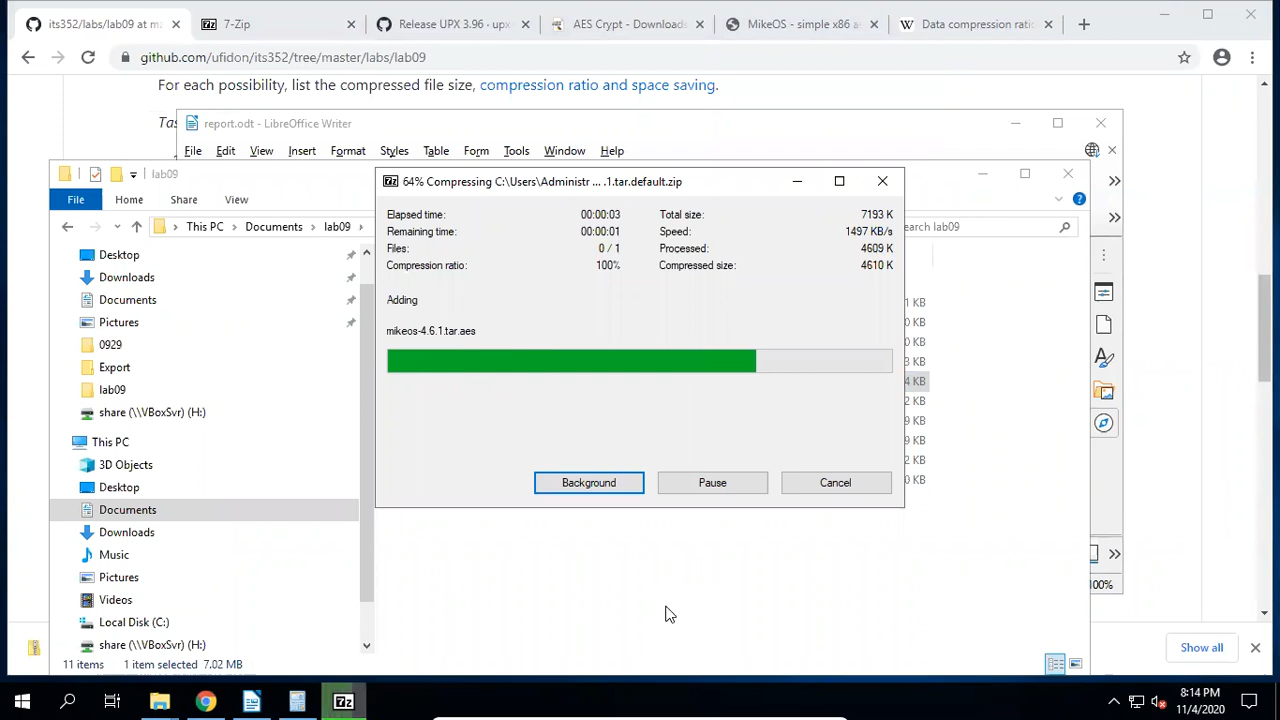 its352/labs/lab09 at ma
7-Zip
Release UPX 3.96 · upx
AES Crypt - Downloads
MikeOS - simple x86 as
Data compression ratio
github.com/ufidon/its352/tree/master/labs/lab09
For each possibility, list the compressed file size, compression ratio and space saving.
Tas
report.odt - LibreOffice Writer
File Edit View Insert Format Styles Table Form Tools Window Help
lab09
File Home Share View
This PC Documents lab09
earch lab09
64% Compressing C:\Users\Administr ... .1.tar.default.zip
Elapsed time: 00:00:03 Total size: 7193 K
Remaining time: 00:00:01 Speed: 1497 KB/s
Files: 0 / 1 Processed: 4609 K
Compression ratio: 100% Compressed size: 4610 K
Adding
mikeos-4.6.1.tar.aes
Background Pause Cancel
Desktop
Downloads
Documents
Pictures
0929
Export
lab09
share (\\VBoxSvr) (H:)
This PC
3D Objects
Desktop
Documents
Downloads
Music
Pictures
Videos
Local Disk (C:)
share (\\VBoxSvr) (H:)
1 KB
0 KB
0 KB
3 KB
4 KB
2 KB
9 KB
9 KB
2 KB
0 KB
11 items 1 item selected 7.02 MB
100%
Show all
8:14 PM
11/4/2020